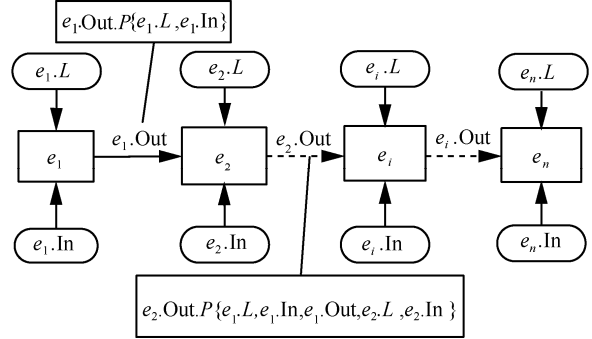 e₁.Out.P{e₁.L ,e₁.In}
e₁.L e₂.L eᵢ.L eₙ.L
e₁.Out e₂.Out eᵢ.Out
e₁ e₂ eᵢ eₙ
e₁.In e₂.In eᵢ.In eₙ.In
e₂.Out.P{e₁.L,e₁.In,e₁.Out,e₂.L ,e₂.In }